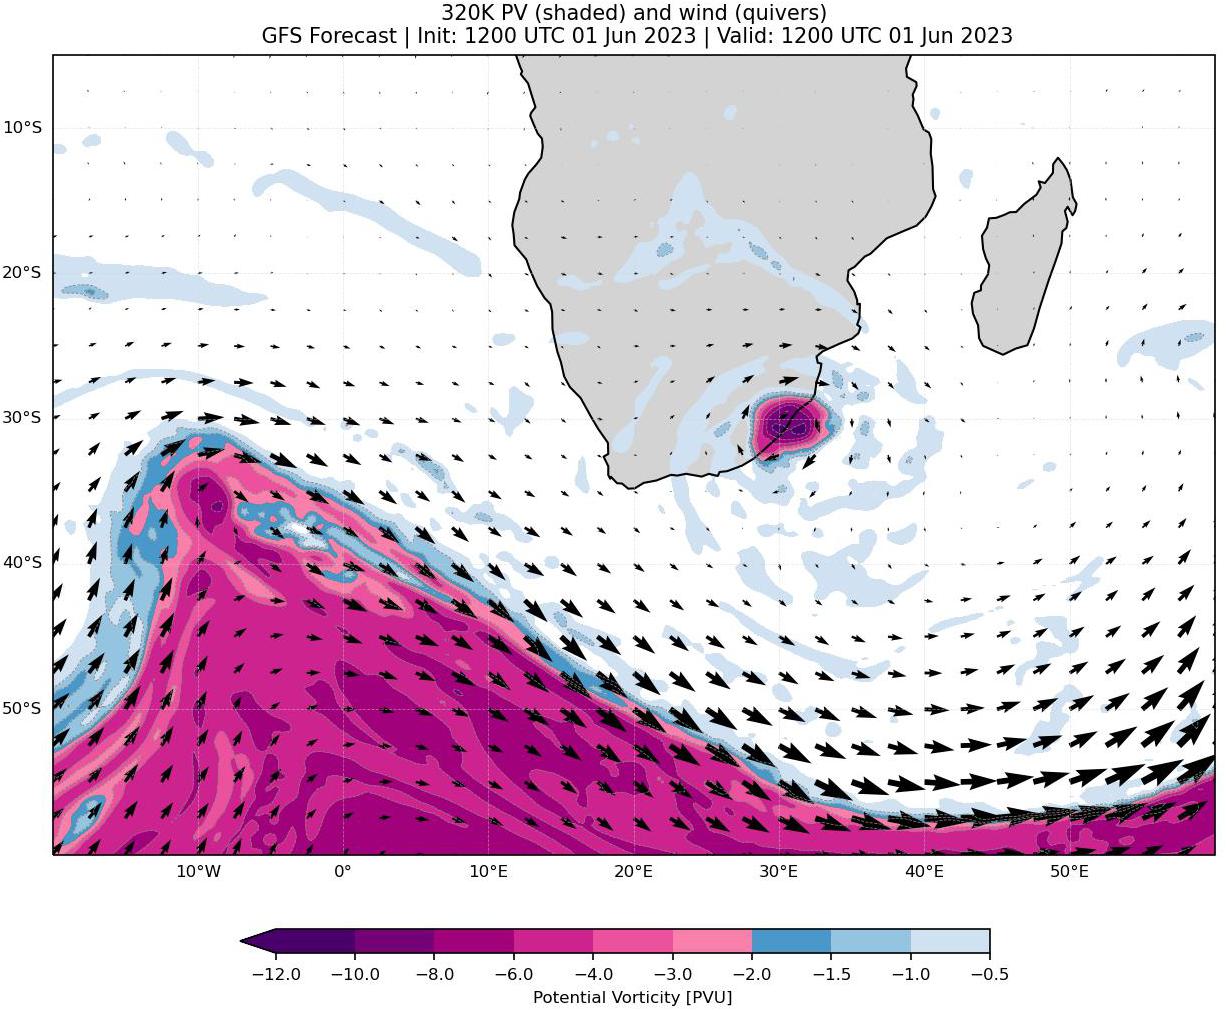 320K PV (shaded) and wind (quivers)
GFS Forecast | Init: 1200 UTC 01 Jun 2023 | Valid: 1200 UTC 01 Jun 2023
10°S
20°S
30°S
40°S
50°S
10°W 0° 10°E 20°E 30°E 40°E 50°E
−12.0 −10.0 −8.0 −6.0 −4.0 −3.0 −2.0 −1.5 −1.0 −0.5
Potential Vorticity [PVU]